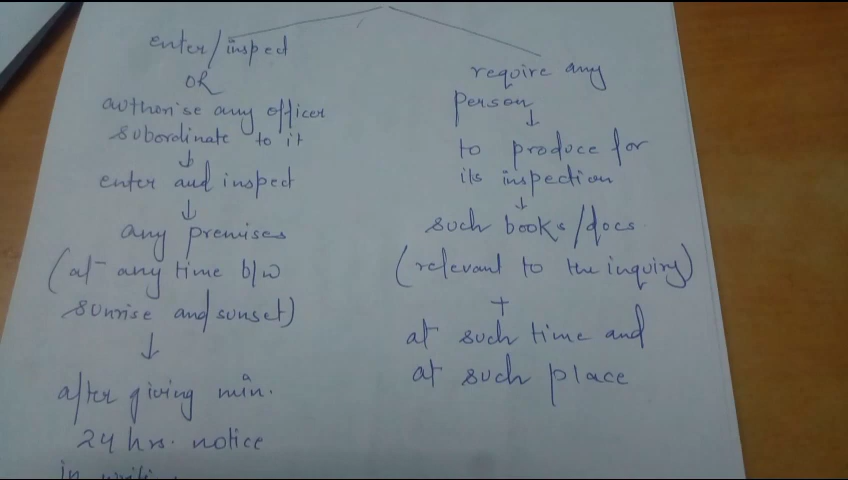 enter/inspect
OR
authorise any officer
subordinate to it
↓
enter and inspect
↓
any premises
(at any time b/w
sunrise and sunset)
↓
after giving min.
24 hrs. notice
in
require any
person
↓
to produce for
its inspection
↓
such books/docs.
(relevant to the inquiry)
+
at such time and
at such place